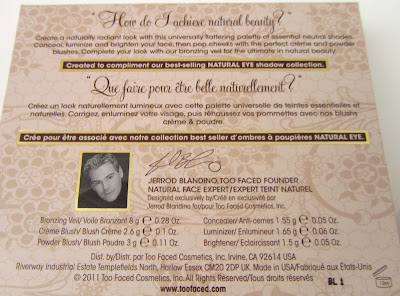 How do I achieve natural beauty?
Create a naturally radiant look with this universally flattering palette of essential neutral shades.
Conceal, luminize and brighten your face, then pop cheeks with the perfect crème and powder
blushes. Complete your look with our bronzing veil for the ultimate in natural beauty
Created to compliment our best-selling NATURAL EYE shadow collection.
"Que faire pour être belle naturellement?"
Créez un look naturellement lumineux avec cette palette universelle de teintes essentielles et
naturelles. Corrigez, enluminez votre visage, puis réhaussez vos pommettes avec nos blushs
crème & poudre.
Crée pour être associé avec notre collection best seller d'ombres à paupières NATURAL EYE.
JERROD BLANDINO, TOO FACED FOUNDER
NATURAL FACE EXPERT/EXPERT TEINT NATUREL
Designed exclusively by/Créé en exclusivité par
Jerrod Blandino for/pour Too Faced Cosmetics, Inc.
Bronzing Veil/ Voile Bronzant 8 g ℮ 0.28 Oz.
Crème Blush/ Blush Crème 2.6 g ℮ 0.1 Oz.
Powder Blush/ Blush Poudre 3 g ℮ 0.11 Oz.
Concealer/Anti-cernes 1.55 g ℮ 0.05 Oz.
Luminizer/ Enlumineur 1.65 g ℮ 0.06 Oz.
Brightener/ Eclaircissant 1.5 g ℮ 0.05 Oz.
Dist. by/Dist. par Too Faced Cosmetics, Inc. Irvine, CA 92614 USA
Riverway Industrial Estate Templefields North, Harlow Essex CM20 2DP UK. Made in USA/Fabriqué aux États-Unis
© 2011 Too Faced Cosmetics, Inc. All Rights Reserved/Tous droits réservés
www.toofaced.com
BL 1